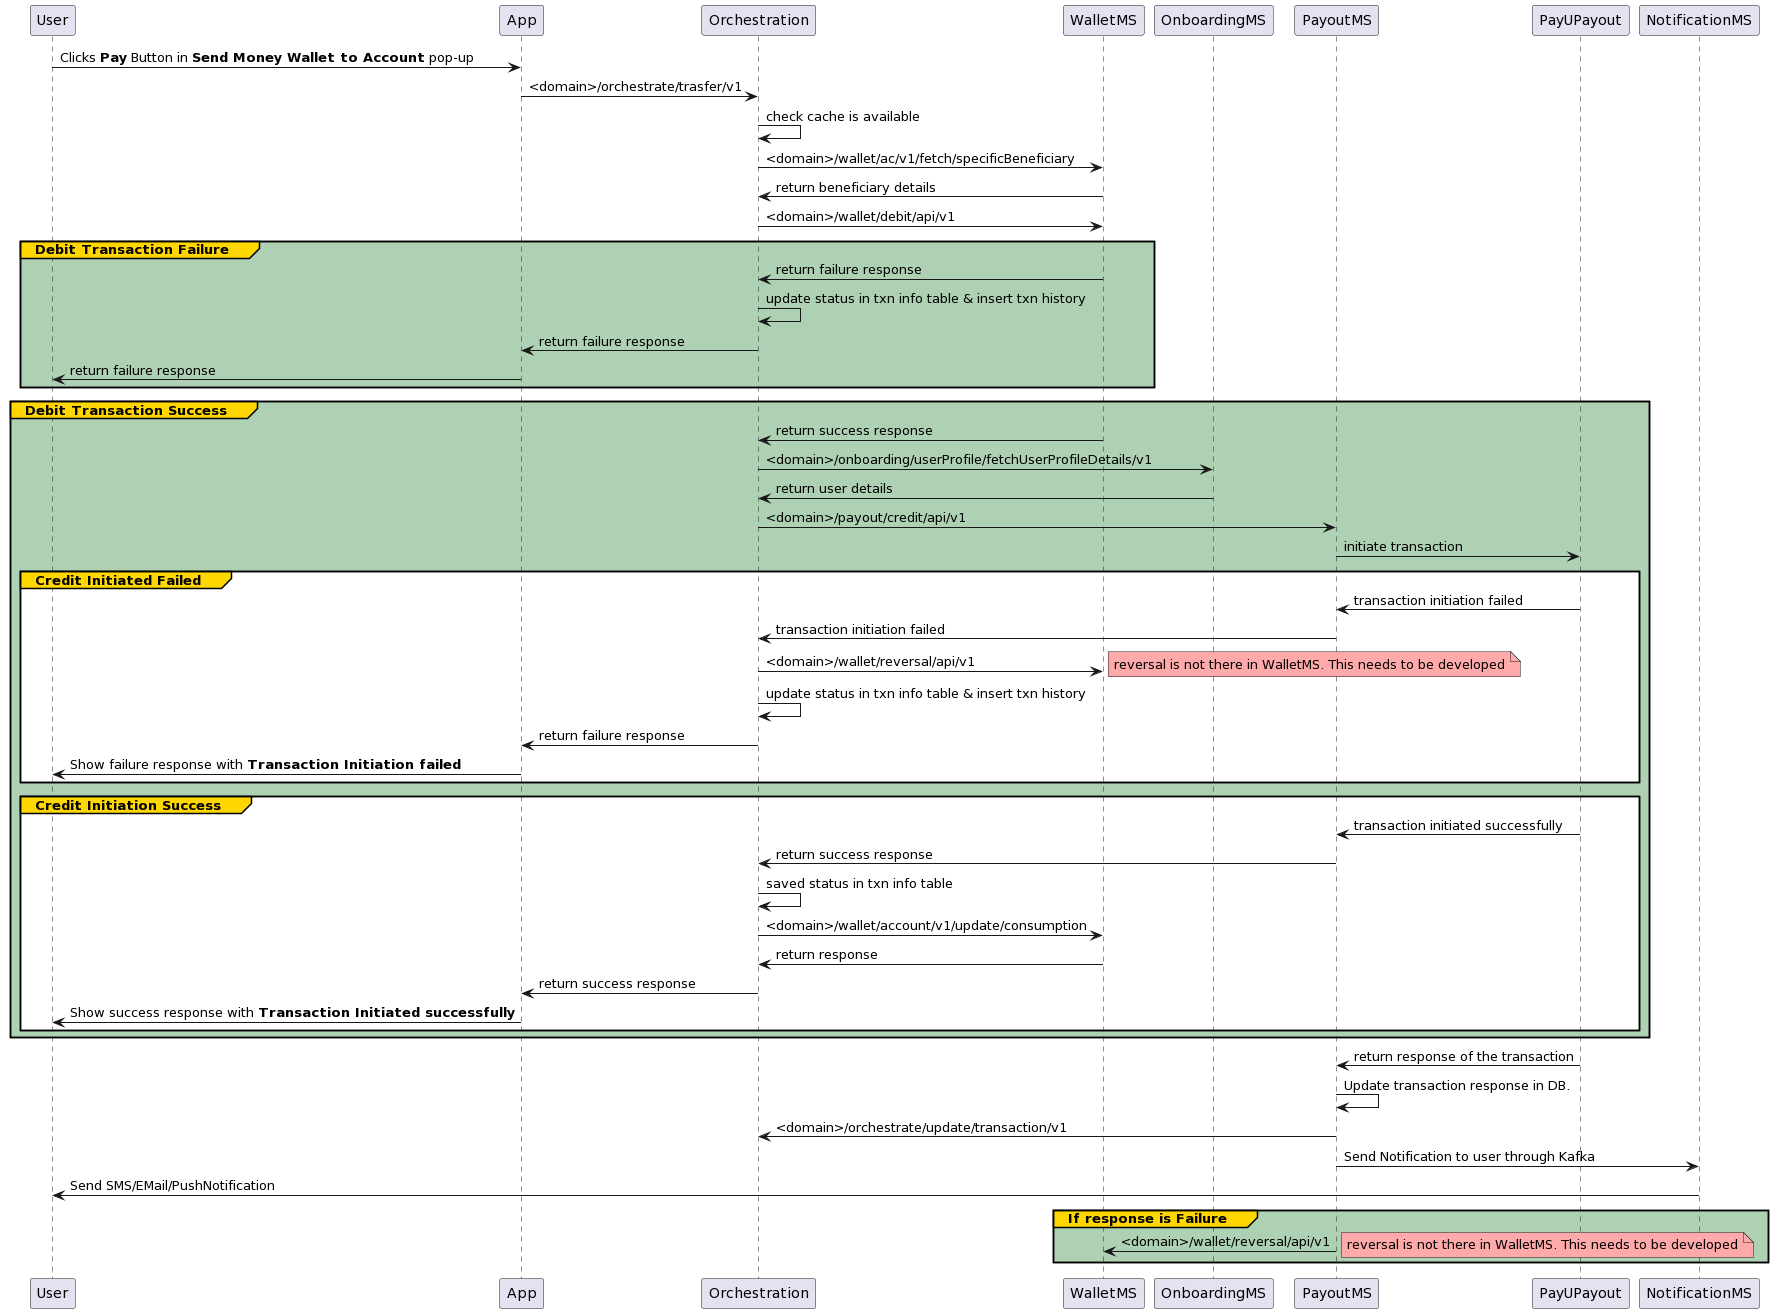 User App Orchestration WalletMS OnboardingMS PayoutMS PayUPayout NotificationMS
Clicks Pay Button in Send Money Wallet to Account pop-up
<domain>/orchestrate/trasfer/v1
check cache is available
<domain>/wallet/ac/v1/fetch/specificBeneficiary
return beneficiary details
<domain>/wallet/debit/api/v1
Debit Transaction Failure
return failure response
update status in txn info table & insert txn history
return failure response
return failure response
Debit Transaction Success
return success response
<domain>/onboarding/userProfile/fetchUserProfileDetails/v1
return user details
<domain>/payout/credit/api/v1
initiate transaction
Credit Initiated Failed
transaction initiation failed
transaction initiation failed
<domain>/wallet/reversal/api/v1 reversal is not there in WalletMS. This needs to be developed
update status in txn info table & insert txn history
return failure response
Show failure response with Transaction Initiation failed
Credit Initiation Success
transaction initiated successfully
return success response
saved status in txn info table
<domain>/wallet/account/v1/update/consumption
return response
return success response
Show success response with Transaction Initiated successfully
return response of the transaction
Update transaction response in DB.
<domain>/orchestrate/update/transaction/v1
Send Notification to user through Kafka
Send SMS/EMail/PushNotification
If response is Failure
<domain>/wallet/reversal/api/v1 reversal is not there in WalletMS. This needs to be developed
User App Orchestration WalletMS OnboardingMS PayoutMS PayUPayout NotificationMS